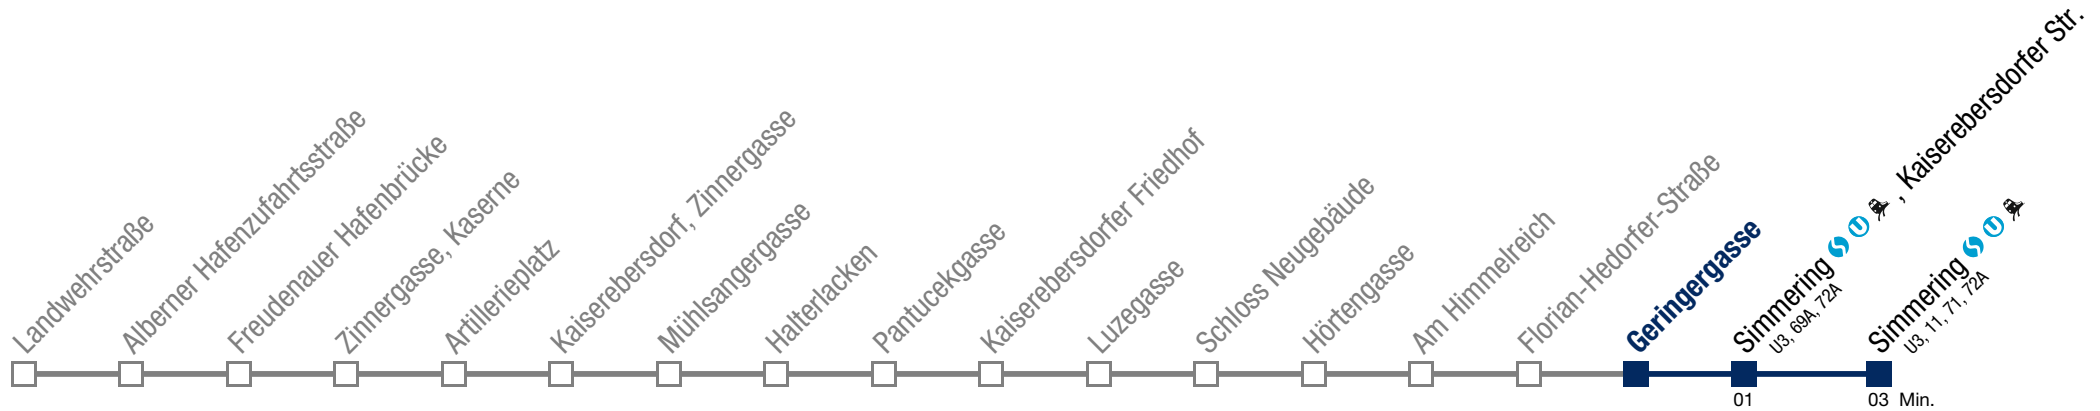 Landwehrstraße
Alberner Hafenzufahrtsstraße
Freudenauer Hafenbrücke
Zinnergasse, Kaserne
Artillerieplatz
Kaiserebersdorf, Zinnergasse
Mühlsangergasse
Halterlacken
Pantucekgasse
Kaiserebersdorfer Friedhof
Luzegasse
Schloss Neugebäude
Hörtengasse
Am Himmelreich
Florian-Hedorfer-Straße
Geringergasse
Simmering S U , Kaiserebersdorfer Str.
U3, 69A, 72A
Simmering S U
U3, 11, 71, 72A
01
03 Min.